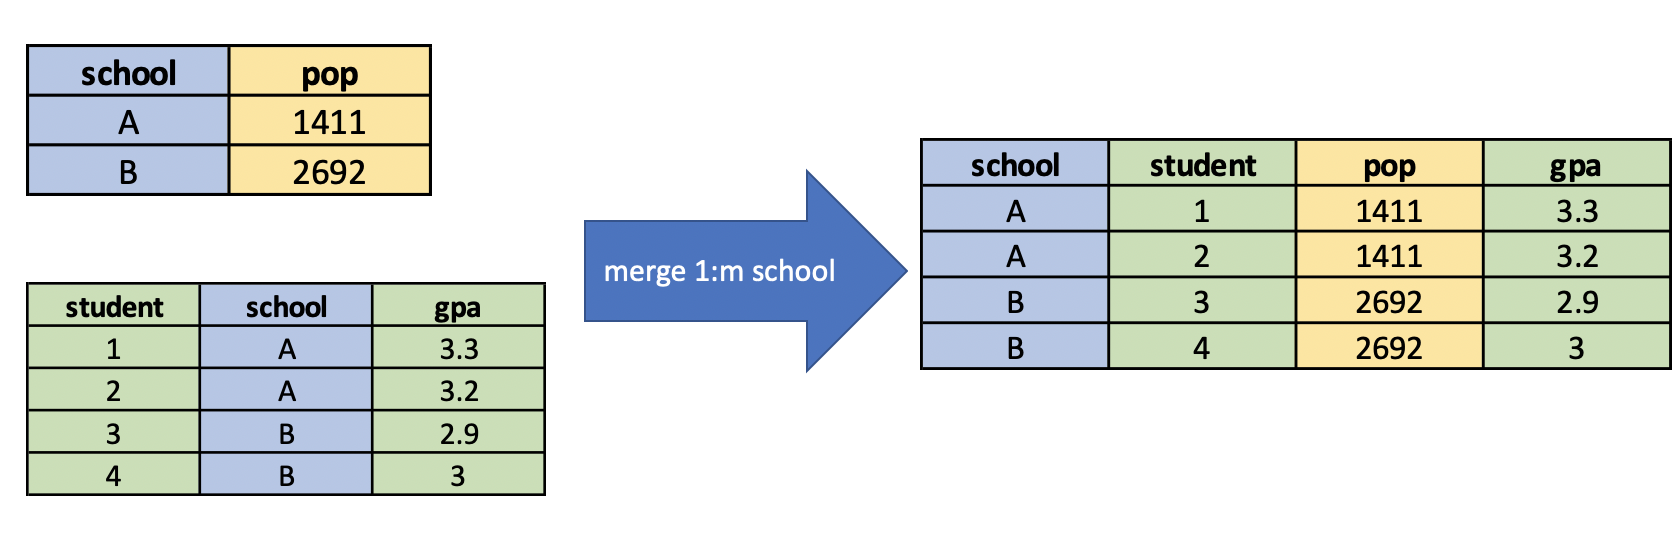 school pop
A 1411
B 2692
student school gpa
1 A 3.3
2 A 3.2
3 B 2.9
4 B 3
merge 1:m school
school student pop gpa
A 1 1411 3.3
A 2 1411 3.2
B 3 2692 2.9
B 4 2692 3